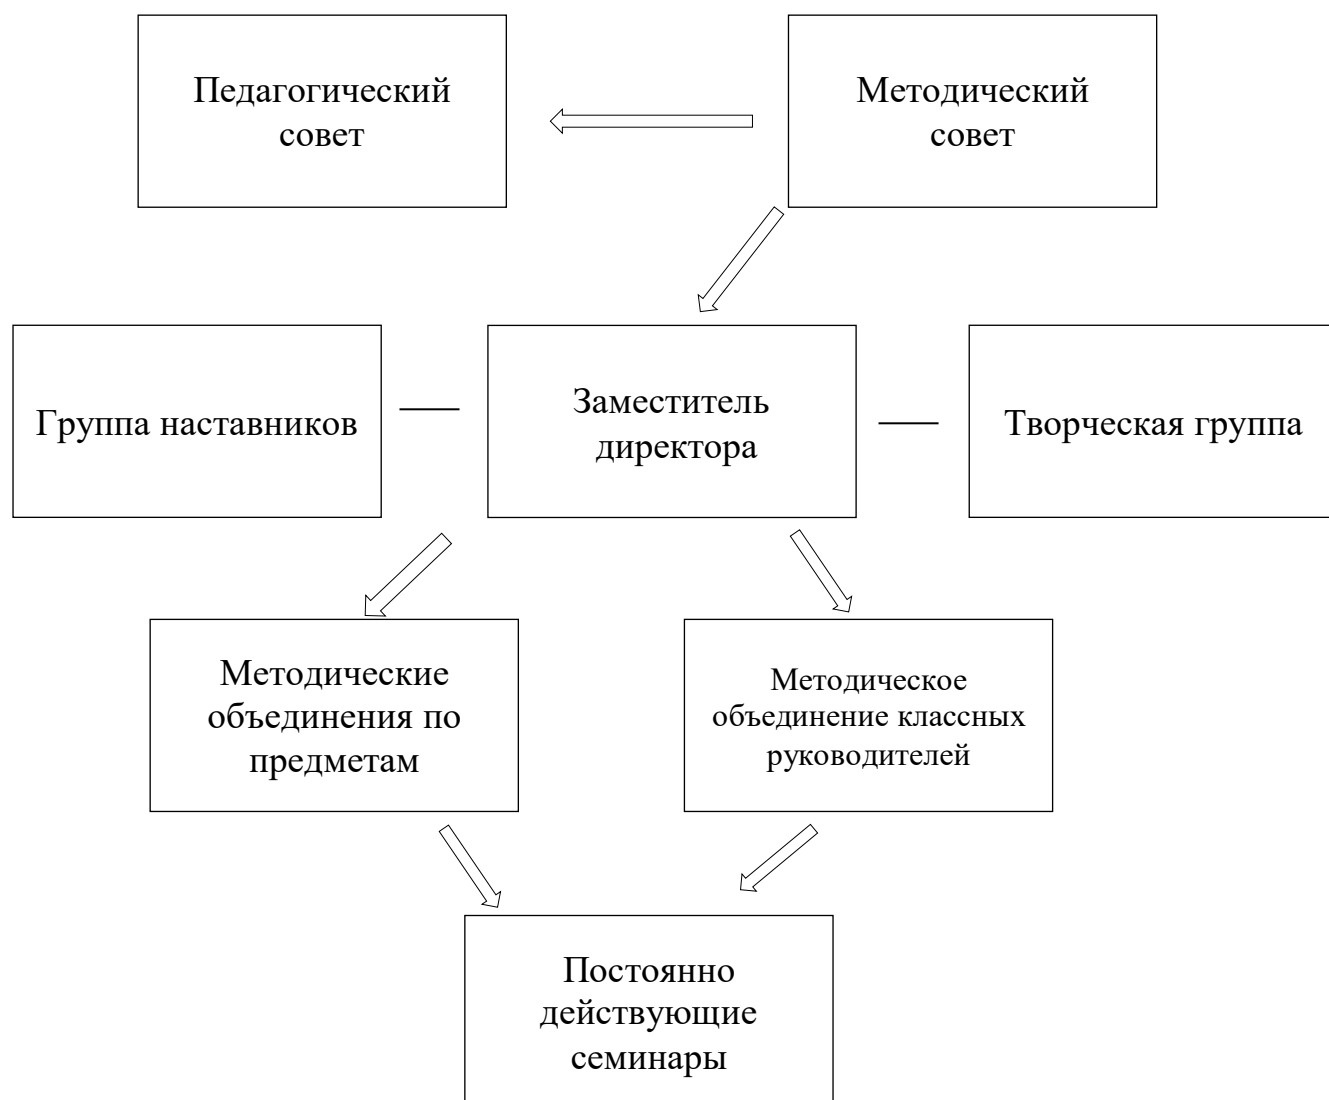 Педагогический
совет
Методический
совет
Группа наставников
Заместитель
директора
Творческая группа
Методические
объединения по
предметам
Методическое
объединение классных
руководителей
Постоянно
действующие
семинары